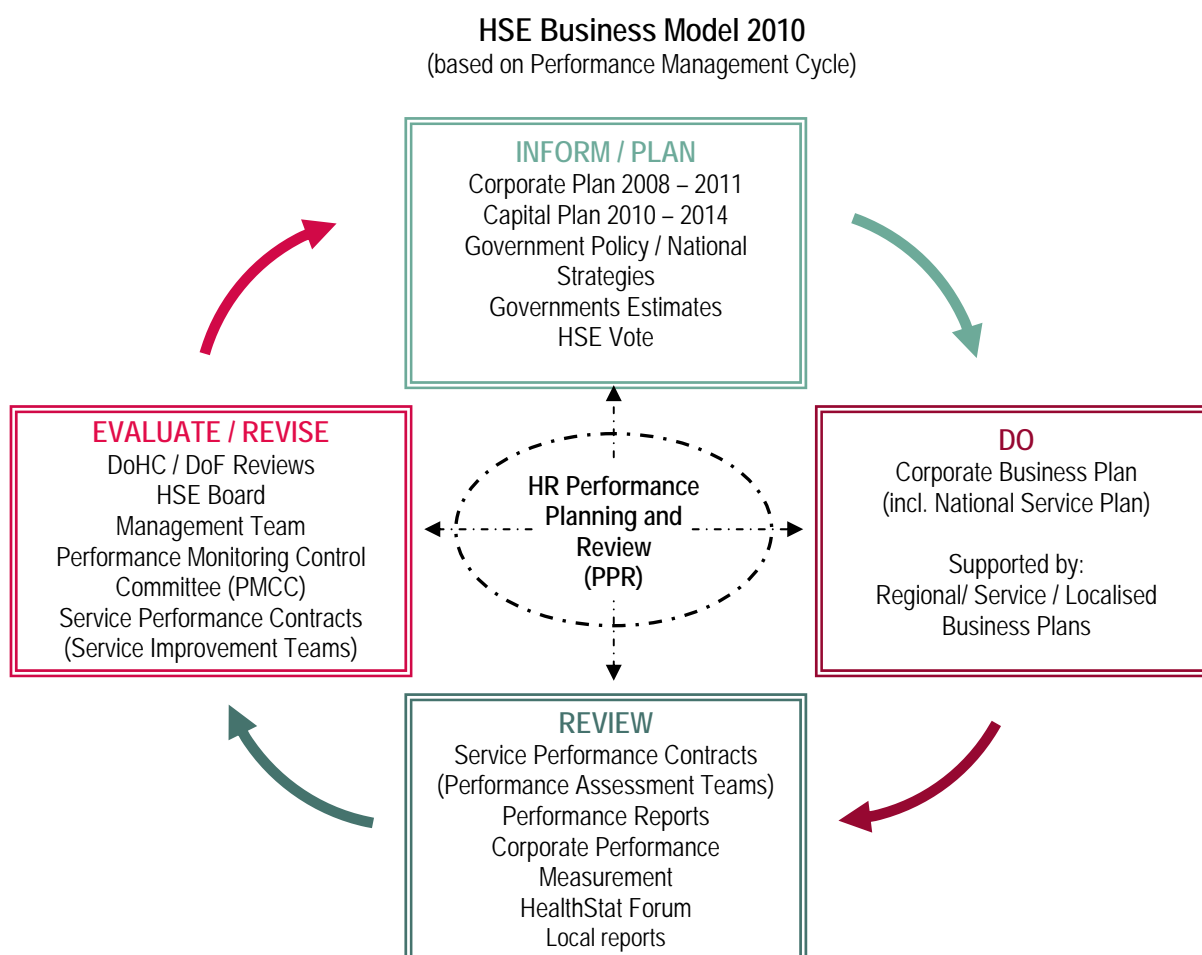 HSE Business Model 2010
(based on Performance Management Cycle)
INFORM / PLAN
Corporate Plan 2008 – 2011
Capital Plan 2010 – 2014
Government Policy / National
Strategies
Governments Estimates
HSE Vote
EVALUATE / REVISE
DoHC / DoF Reviews
HSE Board
Management Team
Performance Monitoring Control
Committee (PMCC)
Service Performance Contracts
(Service Improvement Teams)
HR Performance
Planning and
Review
(PPR)
DO
Corporate Business Plan
(incl. National Service Plan)
Supported by:
Regional/ Service / Localised
Business Plans
REVIEW
Service Performance Contracts
(Performance Assessment Teams)
Performance Reports
Corporate Performance
Measurement
HealthStat Forum
Local reports